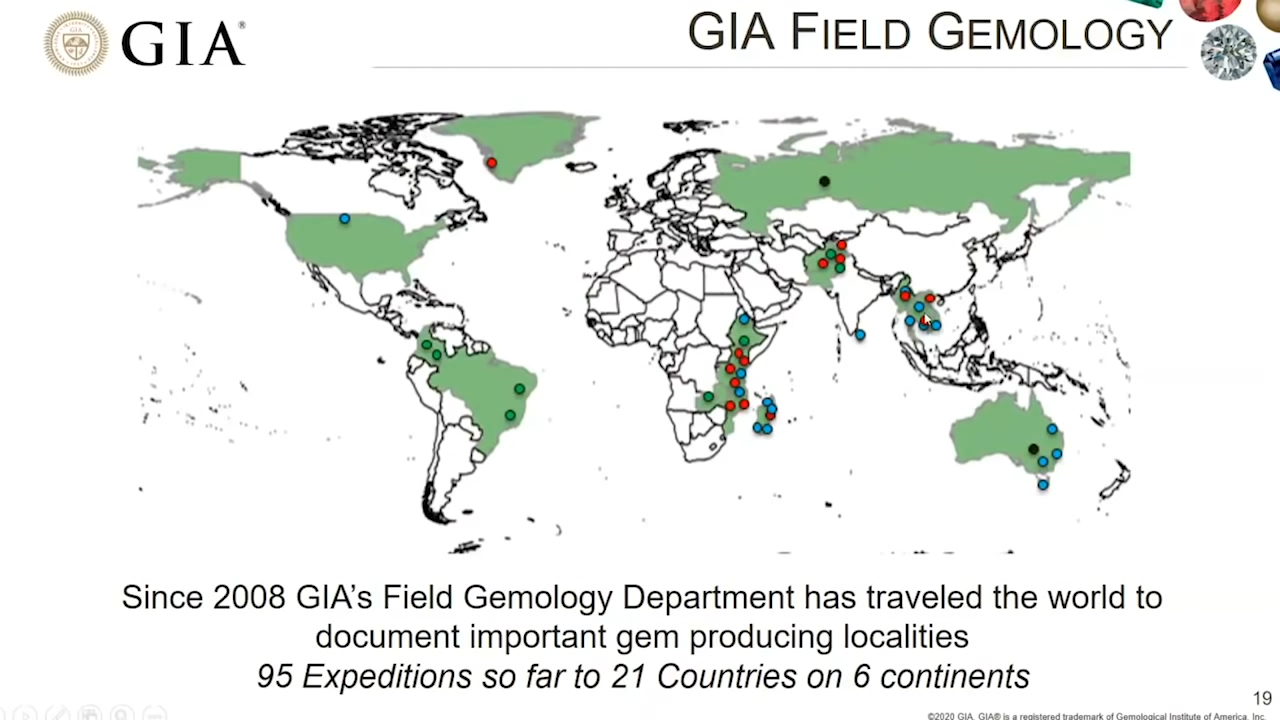 GIA®
GIA FIELD GEMOLOGY
Since 2008 GIA's Field Gemology Department has traveled the world to
document important gem producing localities
95 Expeditions so far to 21 Countries on 6 continents
19
©2020 GIA. GIA® is a registered trademark of Gemological Institute of America, Inc.